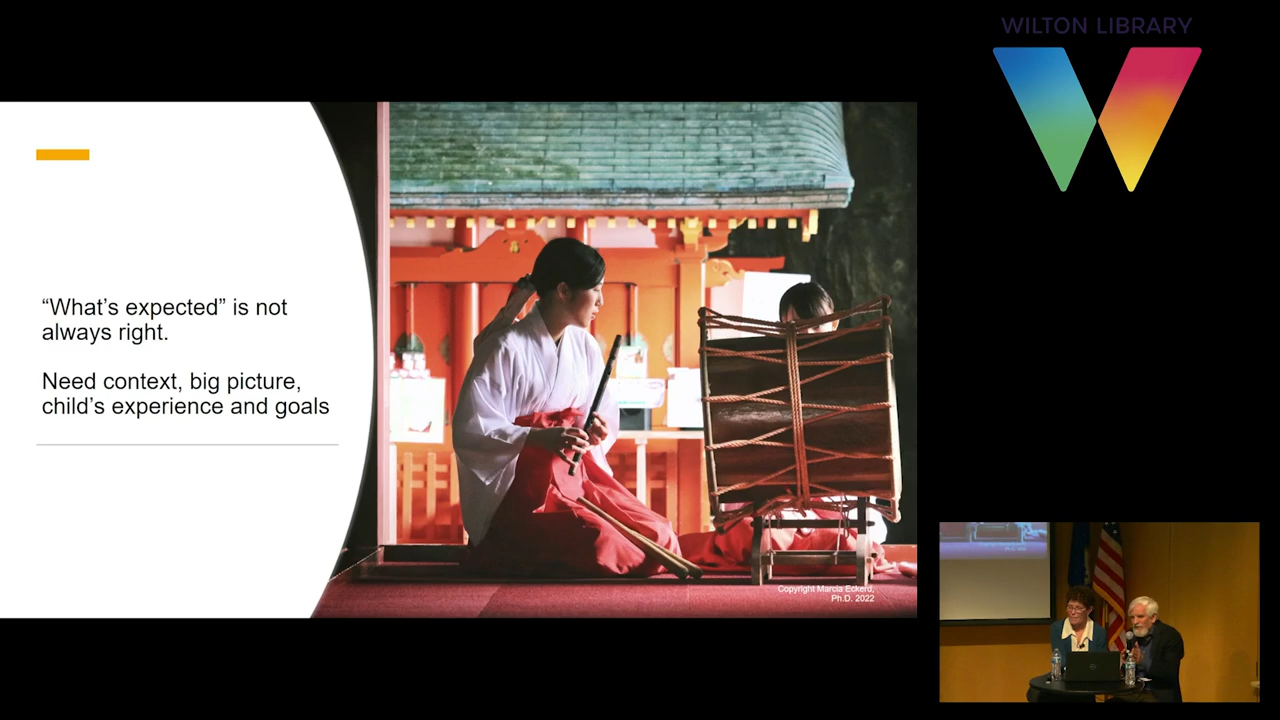 WILTON LIBRARY
“What’s expected” is not
always right.
Need context, big picture,
child’s experience and goals
Copyright Marcia Eckerd,
Ph.D. 2022